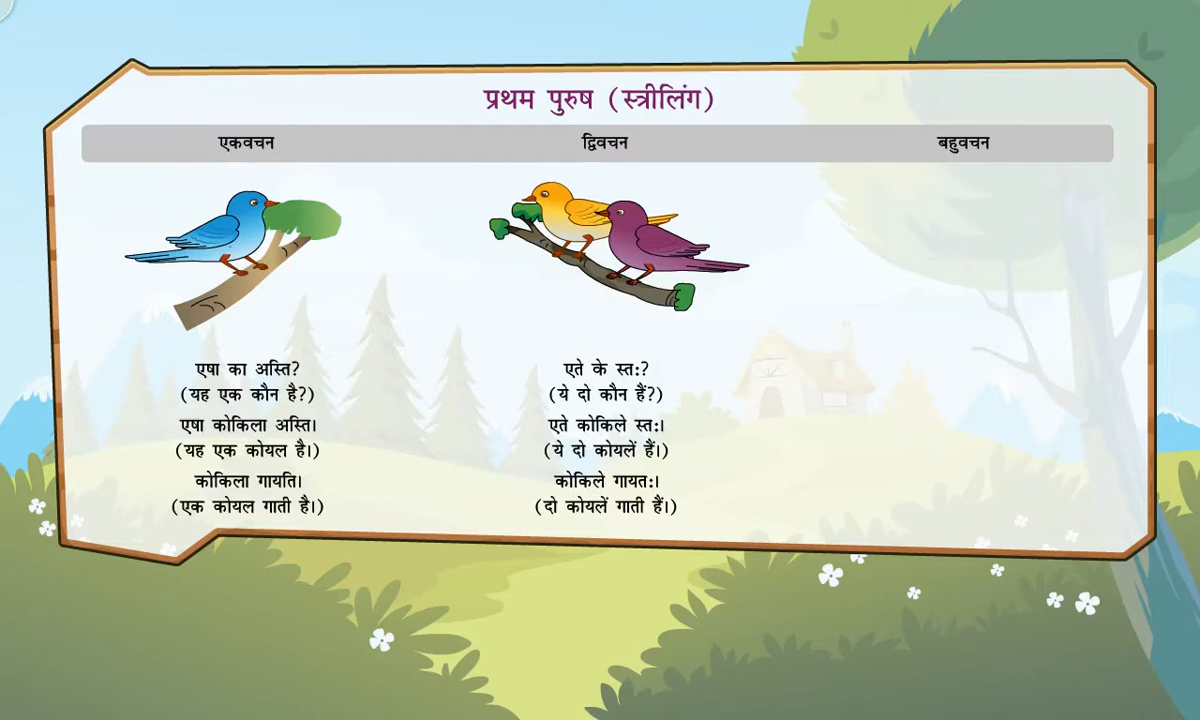 प्रथम पुरुष (स्त्रीलिंग)
एकवचन द्विवचन बहुवचन
एषा का अस्ति?
(यह एक कौन है?)
एषा कोकिला अस्ति।
(यह एक कोयल है।)
कोकिला गायति।
(एक कोयल गाती है।)
एते के स्त:?
(ये दो कौन हैं?)
एते कोकिले स्त:।
(ये दो कोयलें हैं।)
कोकिले गायत:।
(दो कोयलें गाती हैं।)